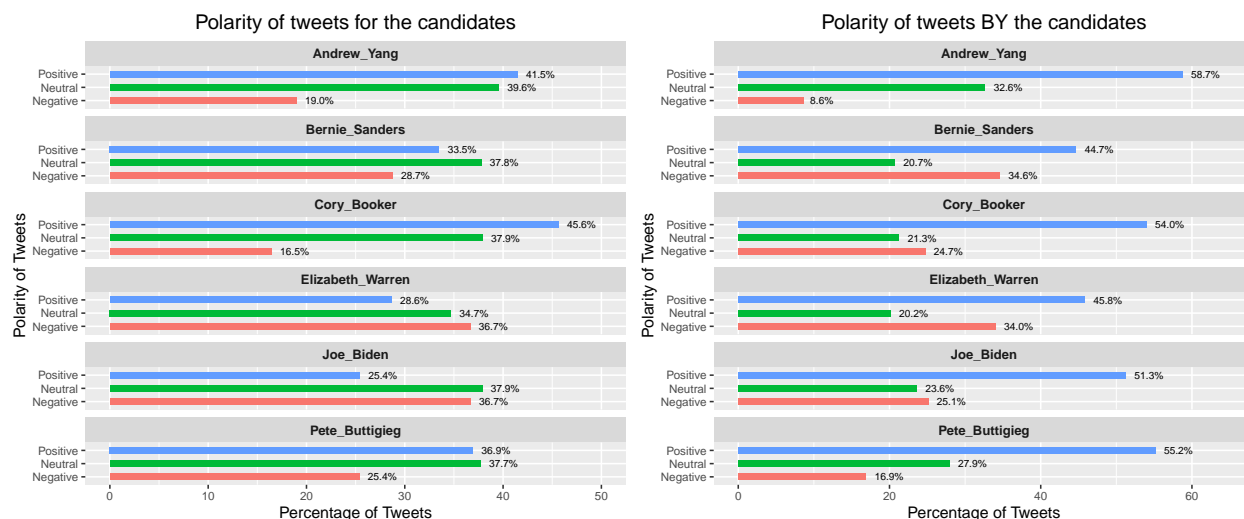 Polarity of tweets for the candidates
Andrew_Yang
Positive 41.5%
Neutral 39.6%
Negative 19.0%
Bernie_Sanders
Positive 33.5%
Neutral 37.8%
Negative 28.7%
Cory_Booker
Positive 45.6%
Neutral 37.9%
Negative 16.5%
Elizabeth_Warren
Positive 28.6%
Neutral 34.7%
Negative 36.7%
Joe_Biden
Positive 25.4%
Neutral 37.9%
Negative 36.7%
Pete_Buttigieg
Positive 36.9%
Neutral 37.7%
Negative 25.4%
0 10 20 30 40 50
Percentage of Tweets
Polarity of Tweets
Polarity of tweets BY the candidates
Andrew_Yang
Positive 58.7%
Neutral 32.6%
Negative 8.6%
Bernie_Sanders
Positive 44.7%
Neutral 20.7%
Negative 34.6%
Cory_Booker
Positive 54.0%
Neutral 21.3%
Negative 24.7%
Elizabeth_Warren
Positive 45.8%
Neutral 20.2%
Negative 34.0%
Joe_Biden
Positive 51.3%
Neutral 23.6%
Negative 25.1%
Pete_Buttigieg
Positive 55.2%
Neutral 27.9%
Negative 16.9%
0 20 40 60
Percentage of Tweets
Polarity of Tweets